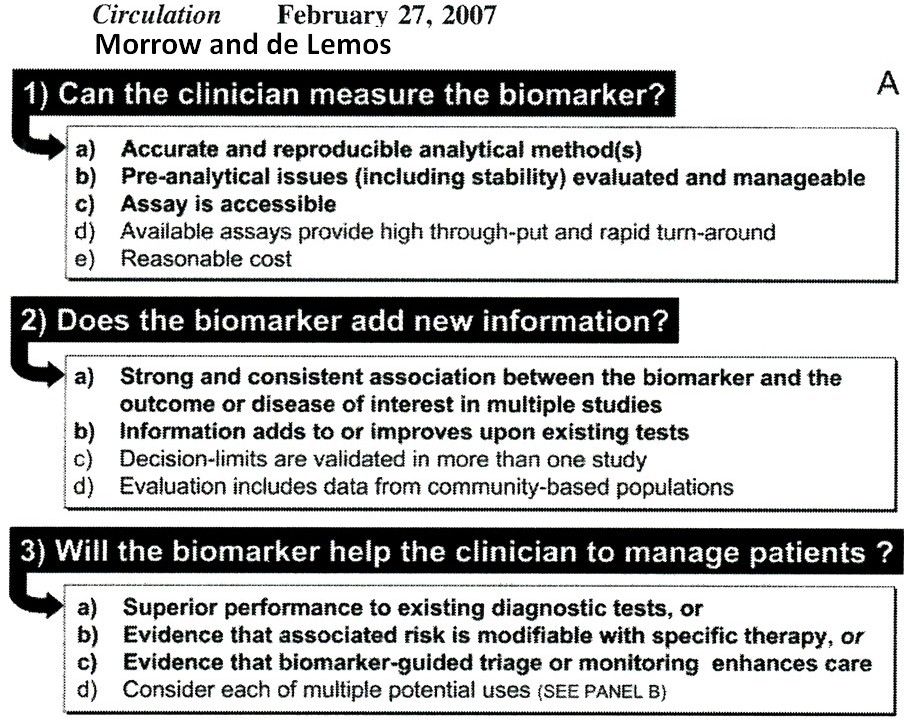 Circulation February 27, 2007
Morrow and de Lemos
A
1) Can the clinician measure the biomarker?
a) Accurate and reproducible analytical method(s)
b) Pre-analytical issues (including stability) evaluated and manageable
c) Assay is accessible
d) Available assays provide high through-put and rapid turn-around
e) Reasonable cost
2) Does the biomarker add new information?
a) Strong and consistent association between the biomarker and the
outcome or disease of interest in multiple studies
b) Information adds to or improves upon existing tests
c) Decision-limits are validated in more than one study
d) Evaluation includes data from community-based populations
3) Will the biomarker help the clinician to manage patients ?
a) Superior performance to existing diagnostic tests, or
b) Evidence that associated risk is modifiable with specific therapy, or
c) Evidence that biomarker-guided triage or monitoring enhances care
d) Consider each of multiple potential uses (SEE PANEL B)